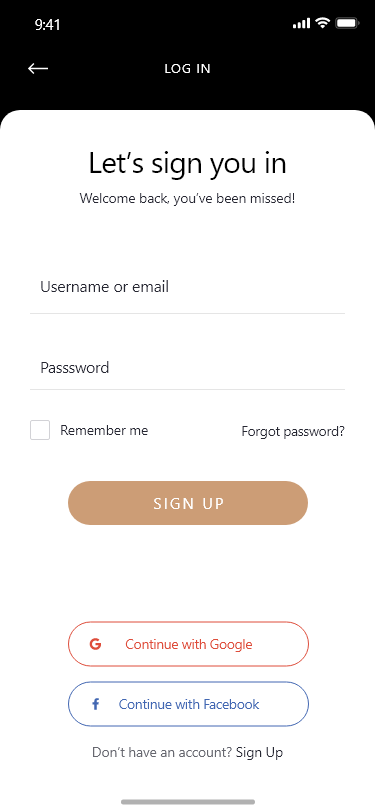 9:41
LOG IN
Let's sign you in
Welcome back, you've been missed!
Username or email
Passsword
Remember me
Forgot password?
SIGN UP
G Continue with Google
f Continue with Facebook
Don't have an account? Sign Up